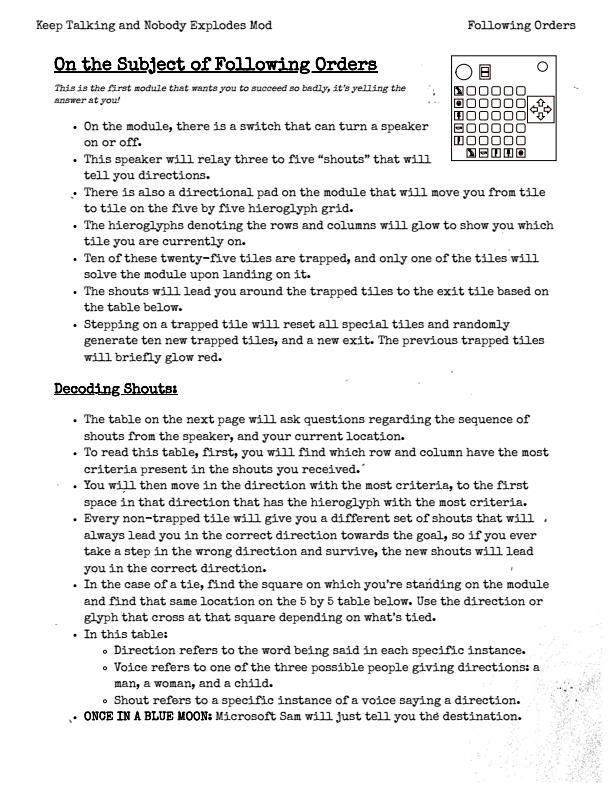 Keep Talking and Nobody Explodes Mod
Following Orders
On the Subject of Following Orders
This is the first module that wants you to succeed so badly, it's yelling the
answer at you!
• On the module, there is a switch that can turn a speaker
on or off.
• This speaker will relay three to five “shouts” that will
tell you directions.
• There is also a directional pad on the module that will move you from tile
to tile on the five by five hieroglyph grid.
• The hieroglyphs denoting the rows and columns will glow to show you which
tile you are currently on.
• Ten of these twenty-five tiles are trapped, and only one of the tiles will
solve the module upon landing on it.
• The shouts will lead you around the trapped tiles to the exit tile based on
the table below.
• Stepping on a trapped tile will reset all special tiles and randomly
generate ten new trapped tiles, and a new exit. The previous trapped tiles
will briefly glow red.
Decoding Shouts:
• The table on the next page will ask questions regarding the sequence of
shouts from the speaker, and your current location.
• To read this table, first, you will find which row and column have the most
criteria present in the shouts you received.
• You will then move in the direction with the most criteria, to the first
space in that direction that has the hieroglyph with the most criteria.
• Every non-trapped tile will give you a different set of shouts that will
always lead you in the correct direction towards the goal, so if you ever
take a step in the wrong direction and survive, the new shouts will lead
you in the correct direction.
• In the case of a tie, find the square on which you're standing on the module
and find that same location on the 5 by 5 table below. Use the direction or
glyph that cross at that square depending on what's tied.
• In this table:
∘ Direction refers to the word being said in each specific instance.
∘ Voice refers to one of the three possible people giving directions: a
man, a woman, and a child.
∘ Shout refers to a specific instance of a voice saying a direction.
• ONCE IN A BLUE MOON: Microsoft Sam will just tell you the destination.